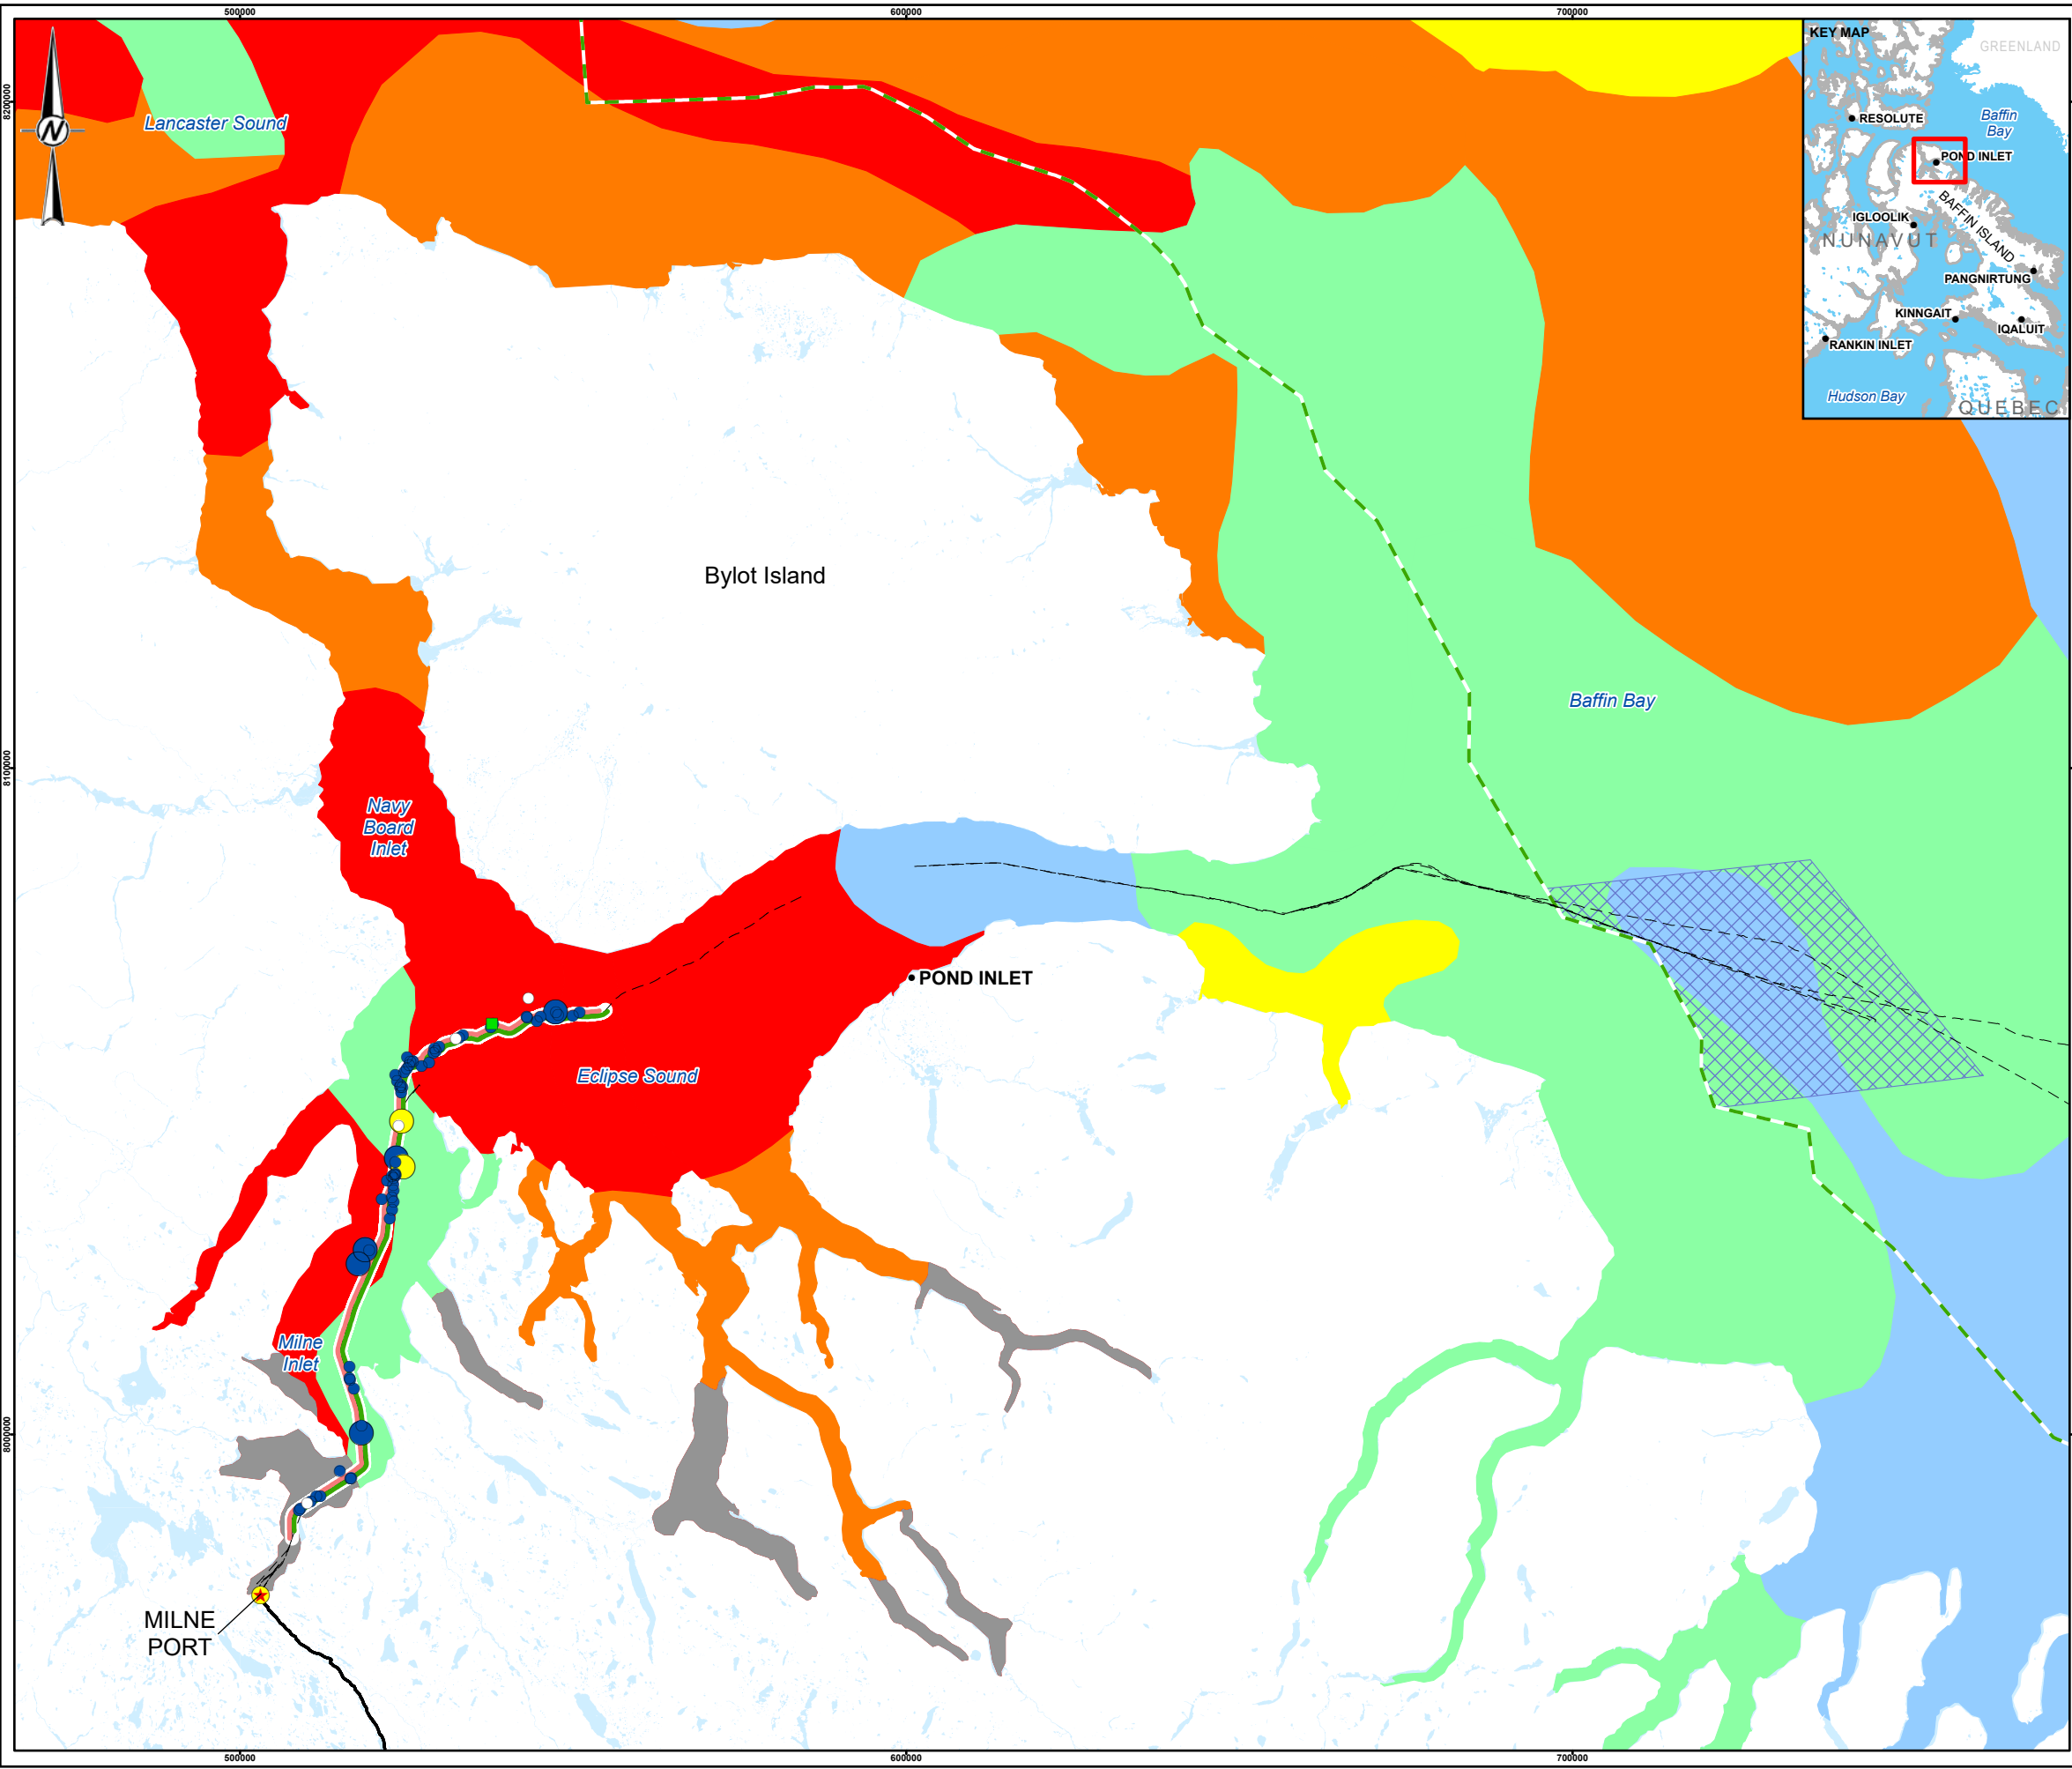 500000
600000
700000
KEY MAP
GREENLAND
8200000
N
Lancaster Sound
RESOLUTE
Baffin
Bay
POND INLET
BAFFIN ISLAND
IGLOOLIK
NUNAVUT
PANGNIRTUNG
KINNGAIT
IQALUIT
RANKIN INLET
Hudson Bay
QUEBEC
Bylot Island
Baffin Bay
8100000
Navy
Board
Inlet
POND INLET
Eclipse Sound
Milne
Inlet
8000000
MILNE
PORT
500000
600000
700000